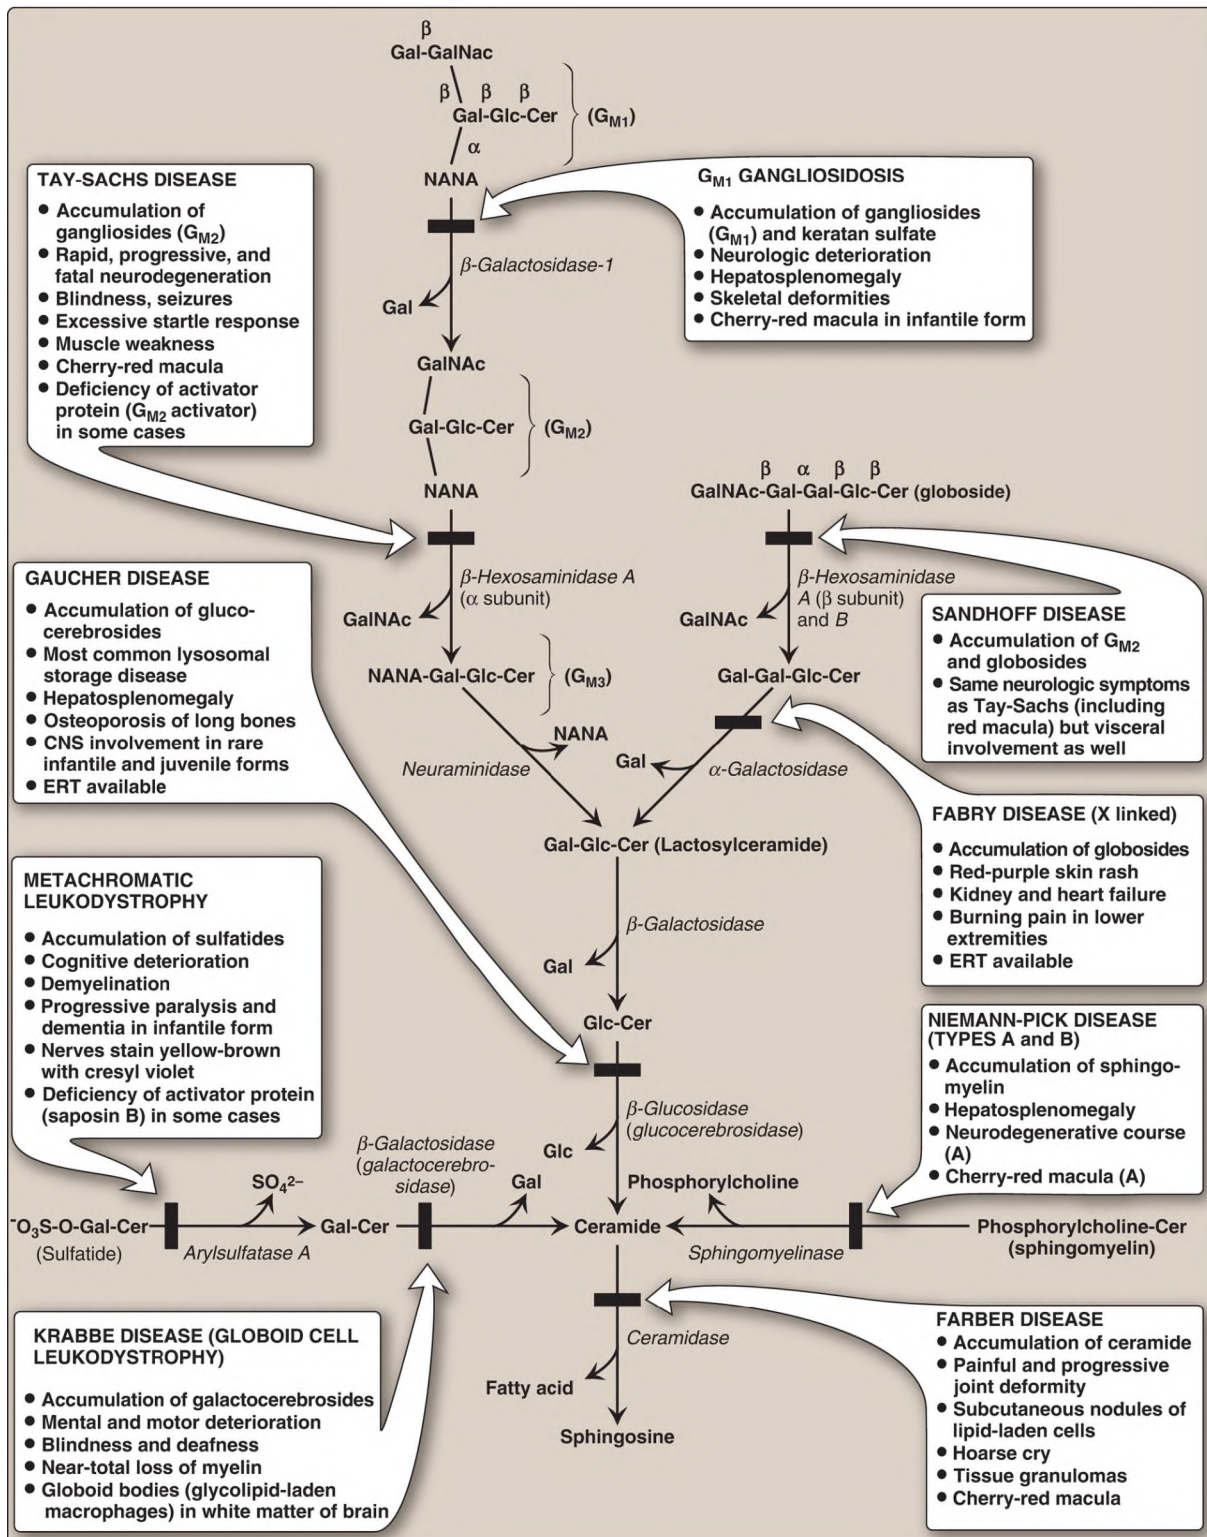 β
Gal-GalNac
β β β
Gal-Glc-Cer
(GM1)
α
NANA
TAY-SACHS DISEASE
● Accumulation of
gangliosides (GM2)
● Rapid, progressive, and
fatal neurodegeneration
● Blindness, seizures
● Excessive startle response
● Muscle weakness
● Cherry-red macula
● Deficiency of activator
protein (GM2 activator)
in some cases
GM1 GANGLIOSIDOSIS
● Accumulation of gangliosides
(GM1) and keratan sulfate
● Neurologic deterioration
● Hepatosplenomegaly
● Skeletal deformities
● Cherry-red macula in infantile form
β-Galactosidase-1
Gal
GalNAc
Gal-Glc-Cer
(GM2)
NANA
β α β β
GalNAc-Gal-Gal-Glc-Cer (globoside)
β-Hexosaminidase A
(α subunit)
GalNAc
NANA-Gal-Glc-Cer
(GM3)
β-Hexosaminidase
A (β subunit)
and B
GalNAc
Gal-Gal-Glc-Cer
GAUCHER DISEASE
● Accumulation of gluco-
cerebrosides
● Most common lysosomal
storage disease
● Hepatosplenomegaly
● Osteoporosis of long bones
● CNS involvement in rare
infantile and juvenile forms
● ERT available
SANDHOFF DISEASE
● Accumulation of GM2
and globosides
● Same neurologic symptoms
as Tay-Sachs (including
red macula) but visceral
involvement as well
NANA
Neuraminidase
Gal
α-Galactosidase
Gal-Glc-Cer (Lactosylceramide)
FABRY DISEASE (X linked)
● Accumulation of globosides
● Red-purple skin rash
● Kidney and heart failure
● Burning pain in lower
extremities
● ERT available
METACHROMATIC
LEUKODYSTROPHY
● Accumulation of sulfatides
● Cognitive deterioration
● Demyelination
● Progressive paralysis and
dementia in infantile form
● Nerves stain yellow-brown
with cresyl violet
● Deficiency of activator protein
(saposin B) in some cases
β-Galactosidase
Gal
Glc-Cer
β-Glucosidase
(glucocerebrosidase)
Glc
NIEMANN-PICK DISEASE
(TYPES A and B)
● Accumulation of sphingo-
myelin
● Hepatosplenomegaly
● Neurodegenerative course
(A)
● Cherry-red macula (A)
β-Galactosidase
(galactocerebro-
sidase)
SO₄²⁻
Gal
Phosphorylcholine
⁻O₃S-O-Gal-Cer
(Sulfatide)
Arylsulfatase A
Gal-Cer
Ceramide
Sphingomyelinase
Phosphorylcholine-Cer
(sphingomyelin)
Ceramidase
Fatty acid
Sphingosine
KRABBE DISEASE (GLOBOID CELL
LEUKODYSTROPHY)
● Accumulation of galactocerebrosides
● Mental and motor deterioration
● Blindness and deafness
● Near-total loss of myelin
● Globoid bodies (glycolipid-laden
macrophages) in white matter of brain
FARBER DISEASE
● Accumulation of ceramide
● Painful and progressive
joint deformity
● Subcutaneous nodules of
lipid-laden cells
● Hoarse cry
● Tissue granulomas
● Cherry-red macula